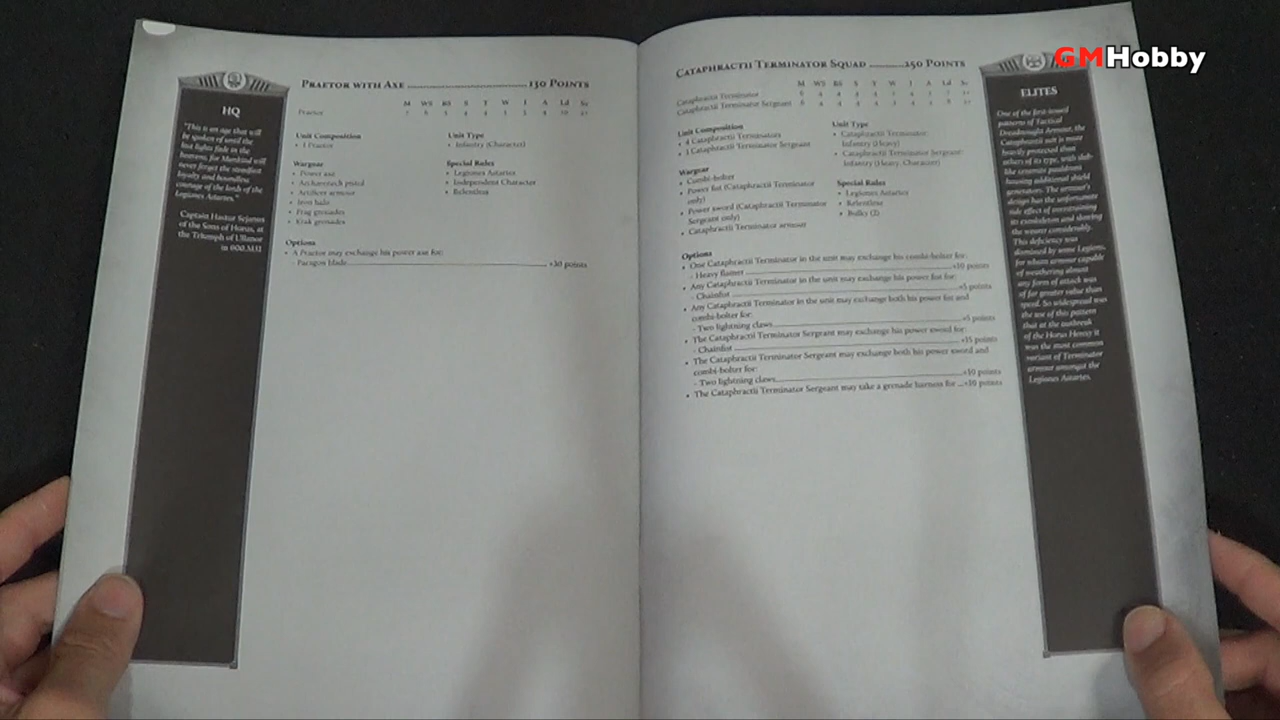 GMHobby
HQ
"This is an age that will
be spoken of until the
last lights fade in the
heavens, for Mankind will
never forget the steadfast
loyalty and boundless
courage of the lords of the
Legiones Astartes."
Captain Hastur Sejanus
of the Sons of Horus, at
the Triumph of Ullanor
in 000.M31
PRAETOR WITH AXE 130 POINTS
M WS BS S T W I A Ld Sv
Praetor
Unit Composition
• 1 Praetor
Unit Type
• Infantry (Character)
Wargear
• Power axe
• Archaeotech pistol
• Artificer armour
• Iron halo
• Frag grenades
• Krak grenades
Special Rules
• Legiones Astartes
• Independent Character
• Relentless
Options
• A Praetor may exchange his power axe for:
- Paragon blade
CATAPHRACTII TERMINATOR SQUAD 250 POINTS
M WS BS S T W I A Ld Sv
Cataphractii Terminator
Cataphractii Terminator Sergeant
Unit Composition
• 4 Cataphractii Terminators
• 1 Cataphractii Terminator Sergeant
Unit Type
• Cataphractii Terminator:
Infantry (Heavy)
• Cataphractii Terminator Sergeant:
Infantry (Heavy, Character)
Wargear
• Combi-bolter
• Power fist (Cataphractii Terminator
only)
• Power sword (Cataphractii Terminator
Sergeant only)
• Cataphractii Terminator armour
Special Rules
• Legiones Astartes
• Relentless
• Bulky (2)
Options
• One Cataphractii Terminator in the unit may exchange his combi-bolter for:
- Heavy flamer +10 points
• Any Cataphractii Terminator in the unit may exchange his power fist for:
- Chainfist +5 points
• Any Cataphractii Terminator in the unit may exchange both his power fist and
combi-bolter for:
- Two lightning claws +5 points
• The Cataphractii Terminator Sergeant may exchange his power sword for:
- Chainfist +15 points
• The Cataphractii Terminator Sergeant may exchange both his power sword and
combi-bolter for:
- Two lightning claws +10 points
• The Cataphractii Terminator Sergeant may take a grenade harness for +10 points
ELITES
One of the first issued
patterns of Tactical
Dreadnought Armour, the
Cataphractii suit is more
heavily protected than
others of its type, with slab-
like ceramite pauldrons
housing additional shield
generators. The armour's
design has the unfortunate
side effect of overstraining
its exoskeleton and slowing
the wearer considerably.
This deficiency was
dismissed by some Legions,
for whom armour capable
of weathering almost
any form of attack was
of far greater value than
speed. So widespread was
the use of this pattern
that at the outbreak
of the Horus Heresy it
was the most common
variant of Terminator
armour amongst the
Legiones Astartes.